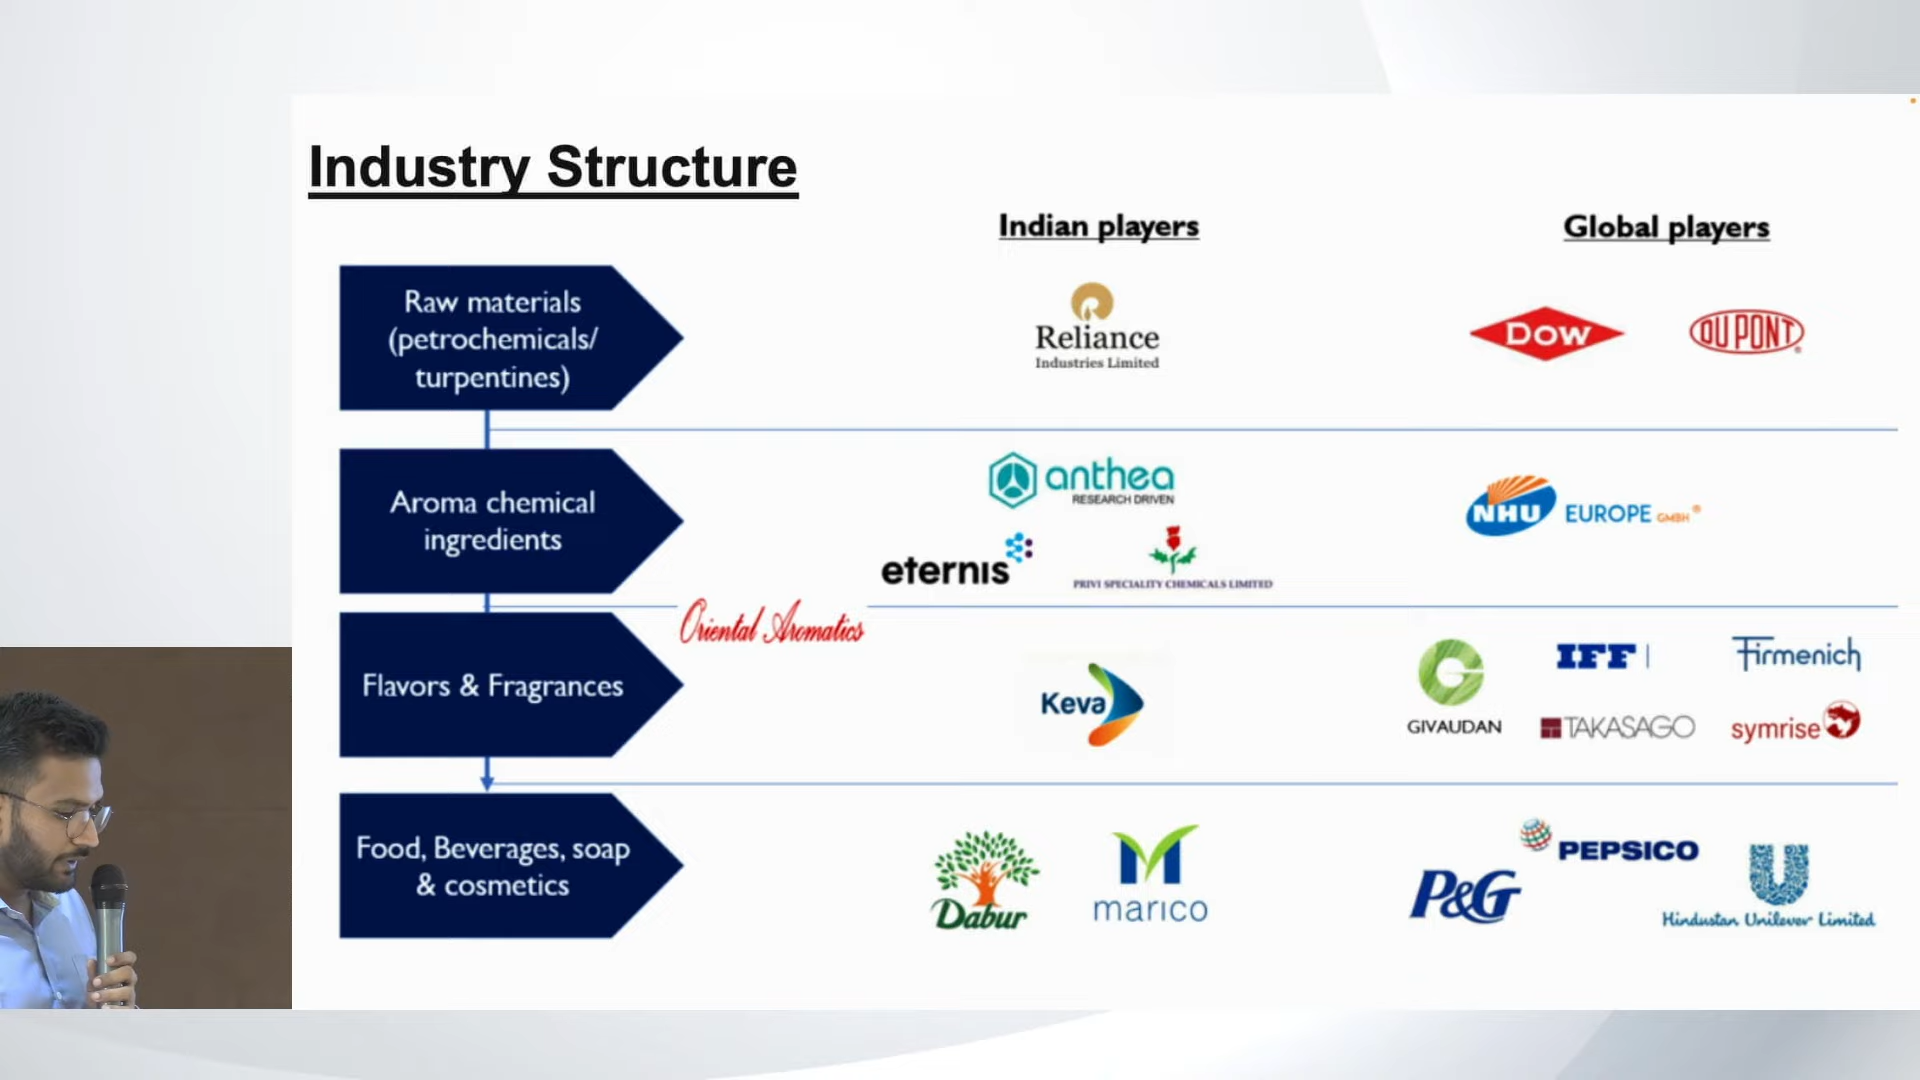 Industry Structure
Indian players
Global players
Raw materials
(petrochemicals/
turpentines)
Reliance
Industries Limited
DOW
DU PONT
Aroma chemical
ingredients
anthea
RESEARCH DRIVEN
eternis
PRIVI SPECIALITY CHEMICALS LIMITED
NHU EUROPE GMBH ®
Oriental Aromatics
Flavors & Fragrances
Keva
GIVAUDAN
IFF
Firmenich
TAKASAGO
symrise
Food, Beverages, soap
& cosmetics
Dabur
marico
P&G
PEPSICO
Hindustan Unilever Limited